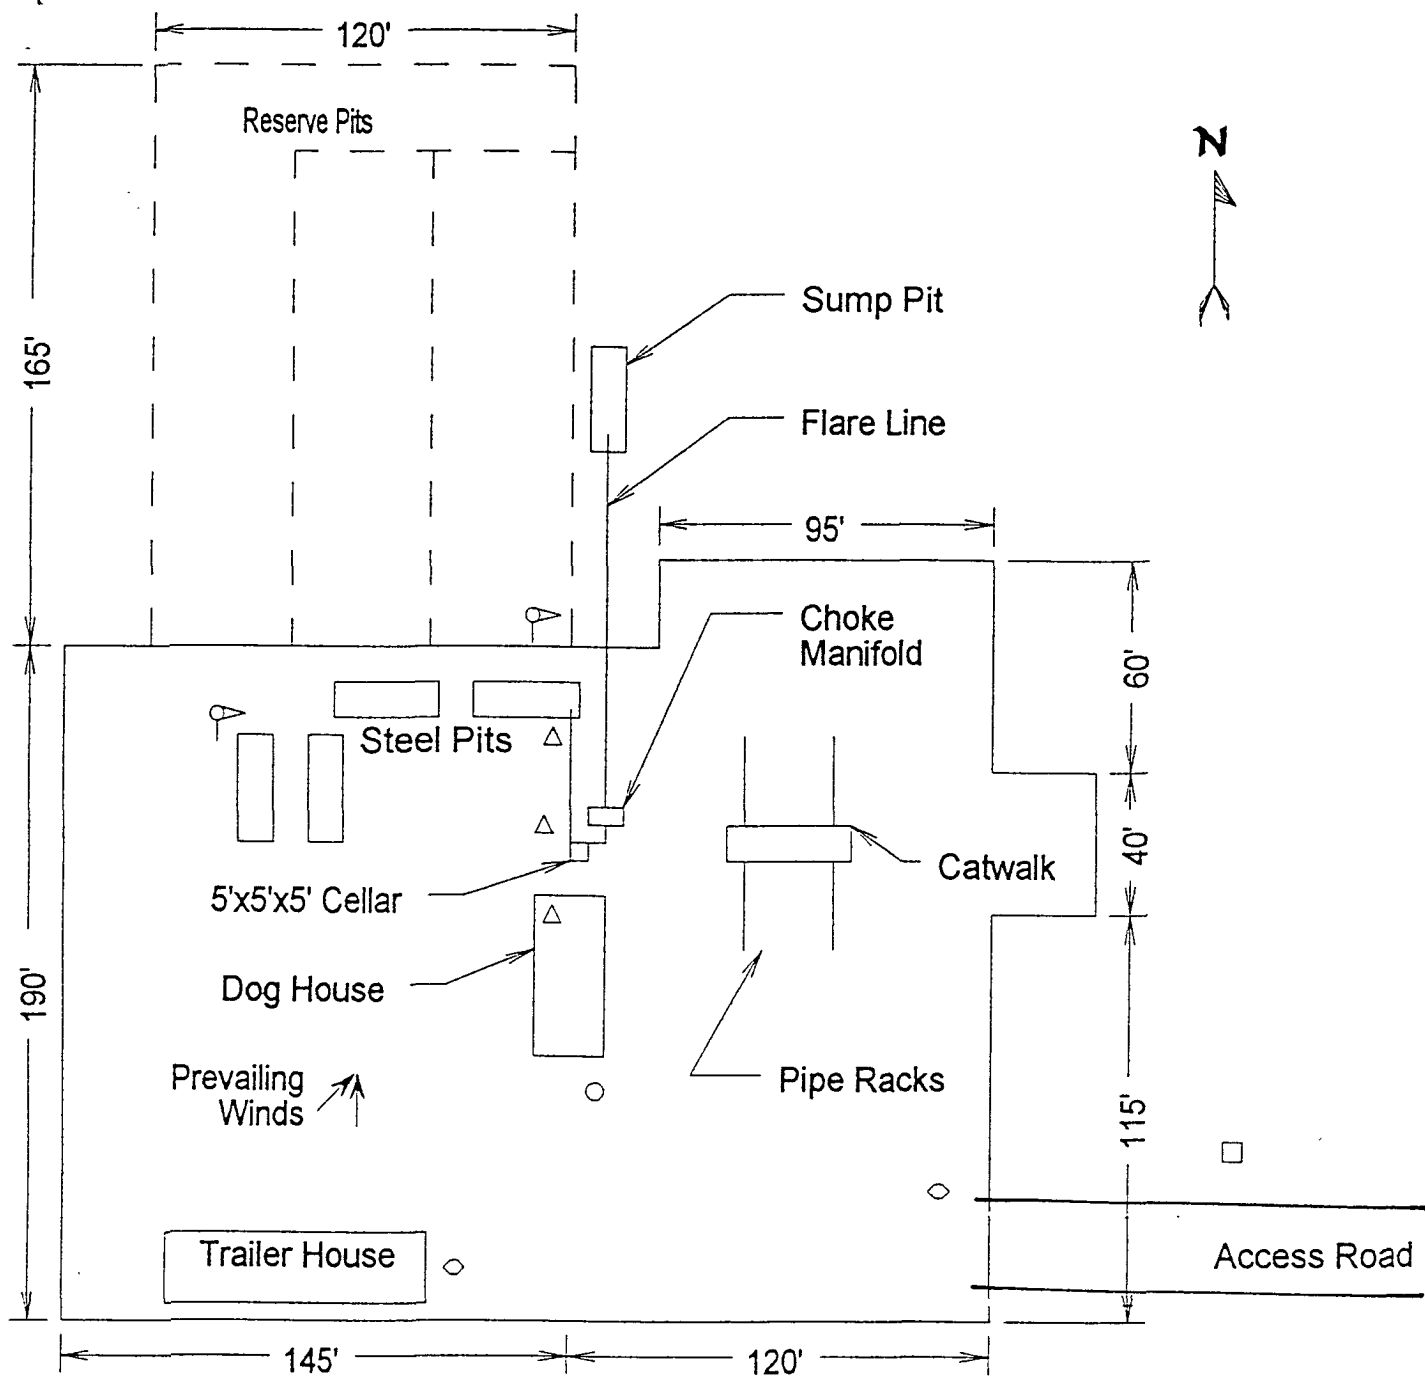 120'
Reserve Pits
N
Sump Pit
165'
Flare Line
95'
Choke
Manifold
60'
Steel Pits
40'
Catwalk
5'x5'x5' Cellar
190'
Dog House
Prevailing
Winds
Pipe Racks
115'
Trailer House
Access Road
145'
120'